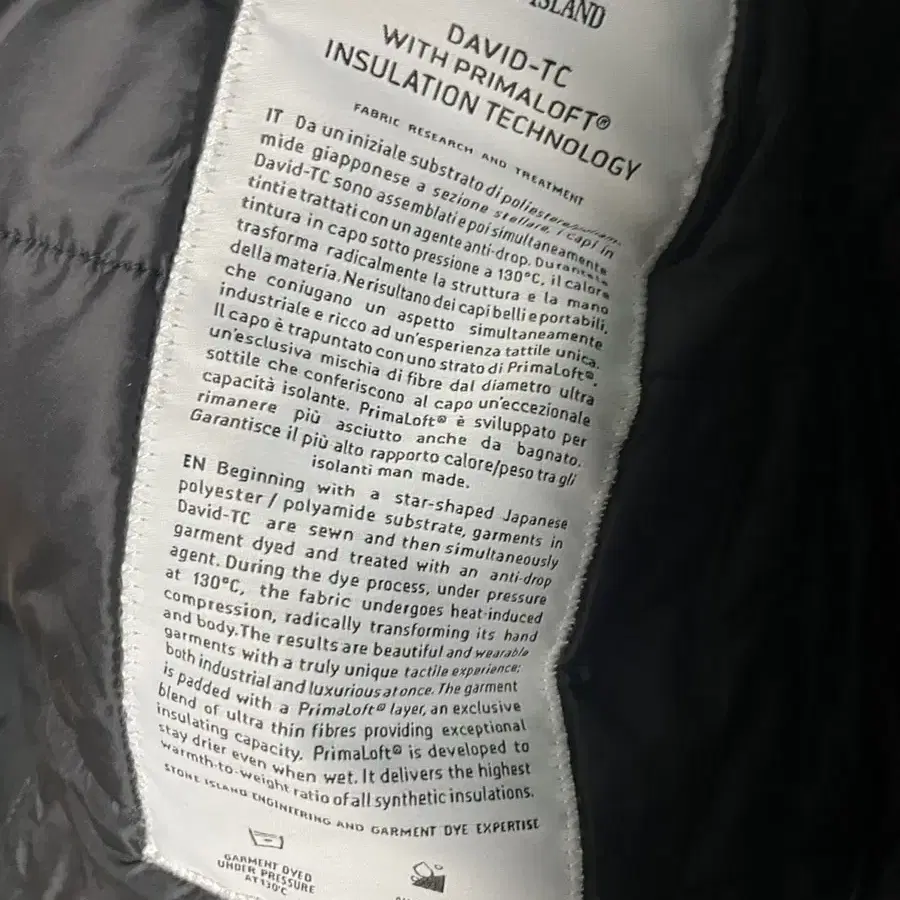 ISLAND
DAVID-TC
WITH PRIMALOFT®
INSULATION TECHNOLOGY
FABRIC RESEARCH AND TREATMENT
IT Da un iniziale substrato di poliestere/poliam-
mide giapponese a sezione stellare, i capi in
David-TC sono assemblati e poi simultaneamente
tinti e trattati con un agente anti-drop. Durante la
tintura in capo sotto pressione a 130°C, il calore
trasforma radicalmente la struttura e la mano
della materia. Ne risultano dei capi belli e portabili,
che coniugano un aspetto simultaneamente
industriale e ricco ad un'esperienza tattile unica.
Il capo è trapuntato con uno strato di PrimaLoft®,
un'esclusiva mischia di fibre dal diametro ultra
sottile che conferiscono al capo un'eccezionale
capacità isolante. PrimaLoft® è sviluppato per
rimanere più asciutto anche da bagnato.
Garantisce il più alto rapporto calore/peso tra gli
isolanti man made.
EN Beginning with a star-shaped Japanese
polyester / polyamide substrate, garments in
David-TC are sewn and then simultaneously
garment dyed and treated with an anti-drop
agent. During the dye process, under pressure
at 130°C, the fabric undergoes heat-induced
compression, radically transforming its hand
and body. The results are beautiful and wearable
garments with a truly unique tactile experience;
both industrial and luxurious at once. The garment
is padded with a PrimaLoft® layer, an exclusive
blend of ultra thin fibres providing exceptional
insulating capacity. PrimaLoft® is developed to
stay drier even when wet. It delivers the highest
warmth-to-weight ratio of all synthetic insulations.
STONE ISLAND ENGINEERING AND GARMENT DYE EXPERTISE
GARMENT DYED
UNDER PRESSURE
AT 130°C